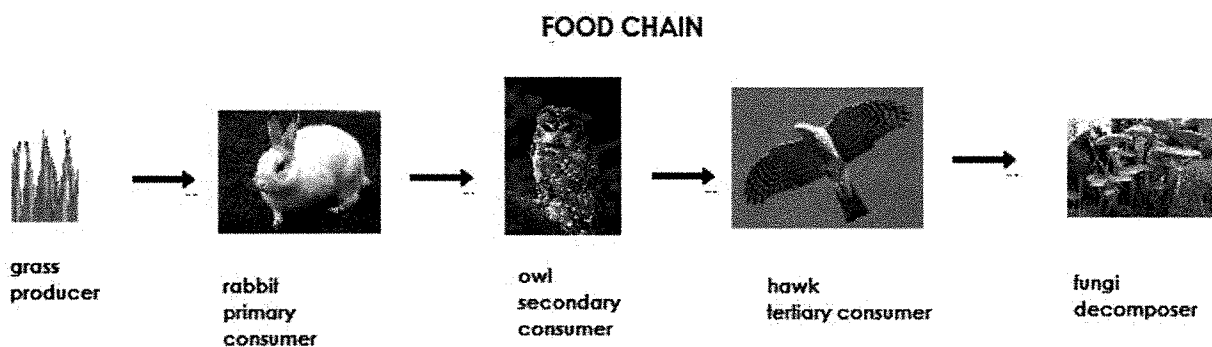 FOOD CHAIN
grass
producer
rabbit
primary
consumer
owl
secondary
consumer
hawk
tertiary consumer
fungi
decomposer